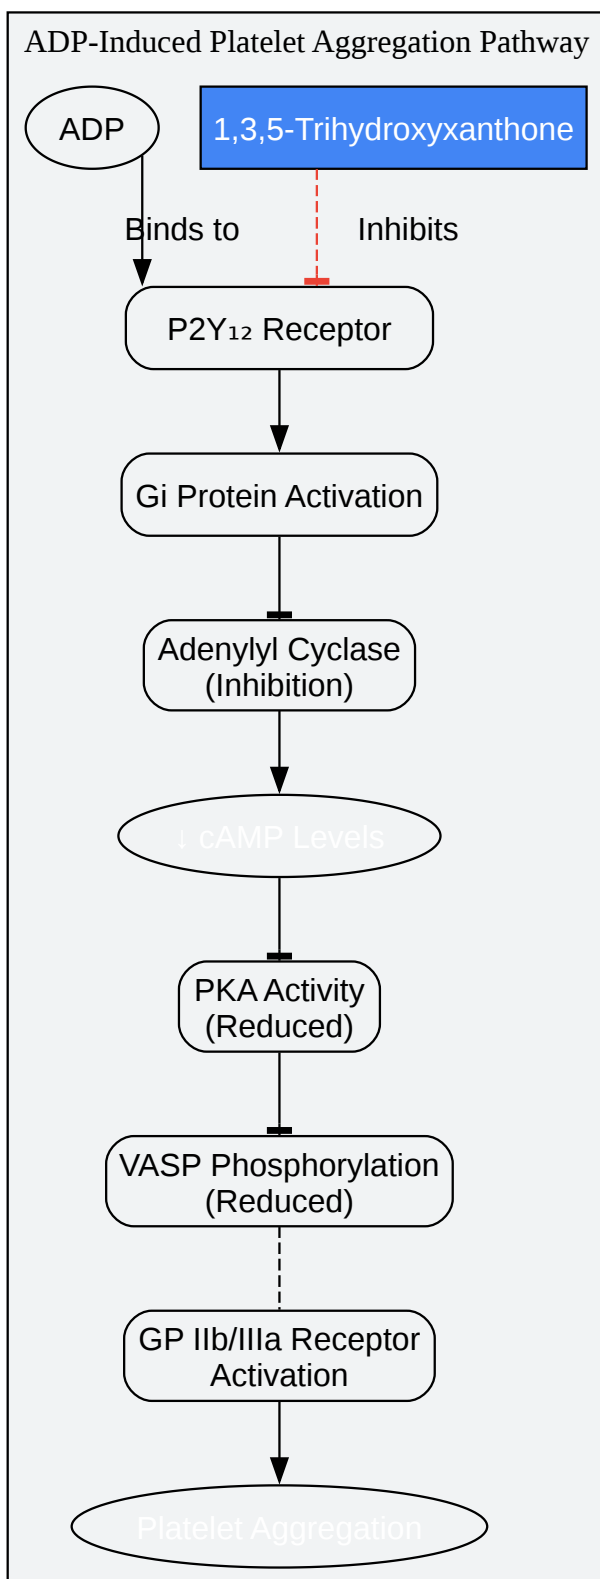 ADP-Induced Platelet Aggregation Pathway
ADP
1,3,5-Trihydroxyxanthone
Binds to
Inhibits
P2Y₁₂ Receptor
Gi Protein Activation
Adenylyl Cyclase
(Inhibition)
↓ cAMP Levels
PKA Activity
(Reduced)
VASP Phosphorylation
(Reduced)
GP IIb/IIIa Receptor
Activation
Platelet Aggregation